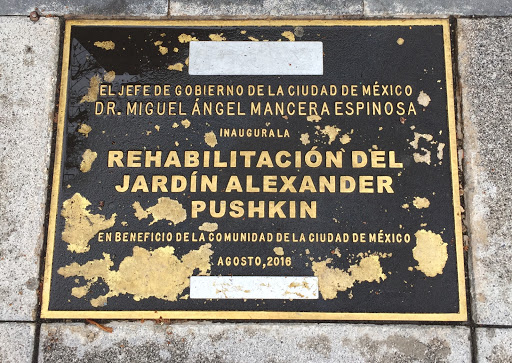 EL JEFE DE GOBIERNO DE LA CIUDAD DE MÉXICO
DR. MIGUEL ÁNGEL MANCERA ESPINOSA
INAUGURA LA
REHABILITACIÓN DEL
JARDÍN ALEXANDER
PUSHKIN
EN BENEFICIO DE LA COMUNIDAD DE LA CIUDAD DE MÉXICO
AGOSTO, 2016